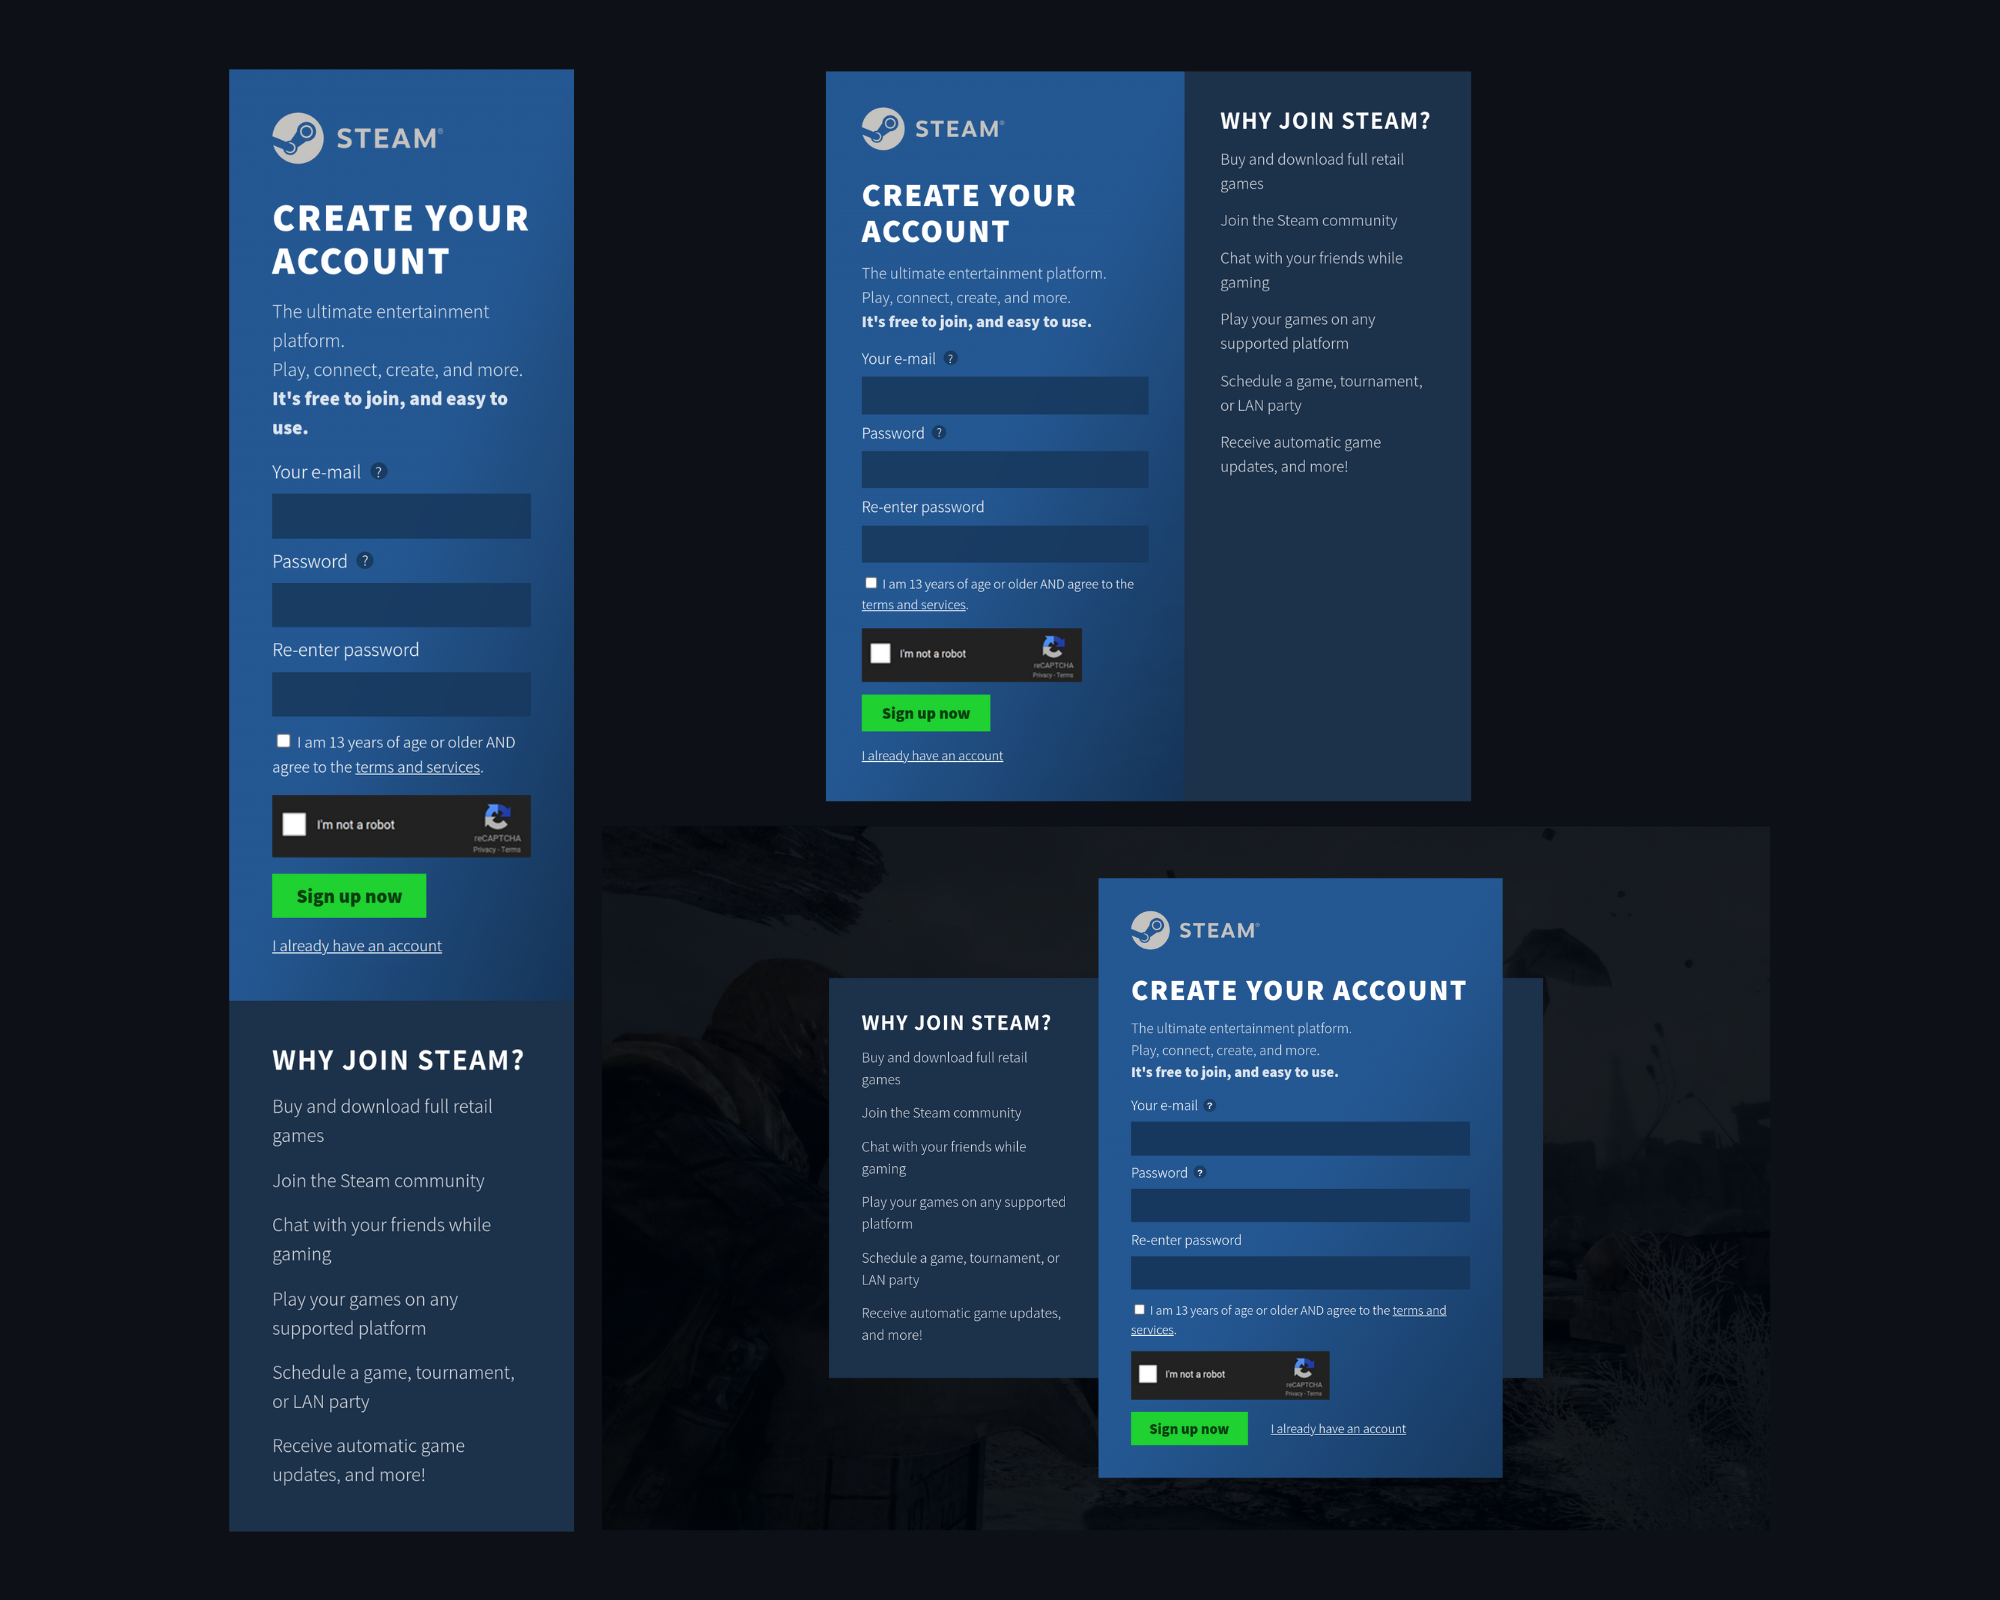 STEAM®
CREATE YOUR
ACCOUNT
The ultimate entertainment
platform.
Play, connect, create, and more.
It's free to join, and easy to
use.
Your e-mail ?
Password ?
Re-enter password
I am 13 years of age or older AND
agree to the terms and services.
I'm not a robot
reCAPTCHA
Privacy - Terms
Sign up now
I already have an account
WHY JOIN STEAM?
Buy and download full retail
games
Join the Steam community
Chat with your friends while
gaming
Play your games on any
supported platform
Schedule a game, tournament,
or LAN party
Receive automatic game
updates, and more!
STEAM®
CREATE YOUR
ACCOUNT
The ultimate entertainment platform.
Play, connect, create, and more.
It's free to join, and easy to use.
Your e-mail ?
Password ?
Re-enter password
I am 13 years of age or older AND agree to the
terms and services.
I'm not a robot
reCAPTCHA
Privacy - Terms
Sign up now
I already have an account
WHY JOIN STEAM?
Buy and download full retail
games
Join the Steam community
Chat with your friends while
gaming
Play your games on any
supported platform
Schedule a game, tournament,
or LAN party
Receive automatic game
updates, and more!
WHY JOIN STEAM?
Buy and download full retail
games
Join the Steam community
Chat with your friends while
gaming
Play your games on any supported
platform
Schedule a game, tournament, or
LAN party
Receive automatic game updates,
and more!
STEAM®
CREATE YOUR ACCOUNT
The ultimate entertainment platform.
Play, connect, create, and more.
It's free to join, and easy to use.
Your e-mail ?
Password ?
Re-enter password
I am 13 years of age or older AND agree to the terms and
services.
I'm not a robot
reCAPTCHA
Privacy - Terms
Sign up now
I already have an account